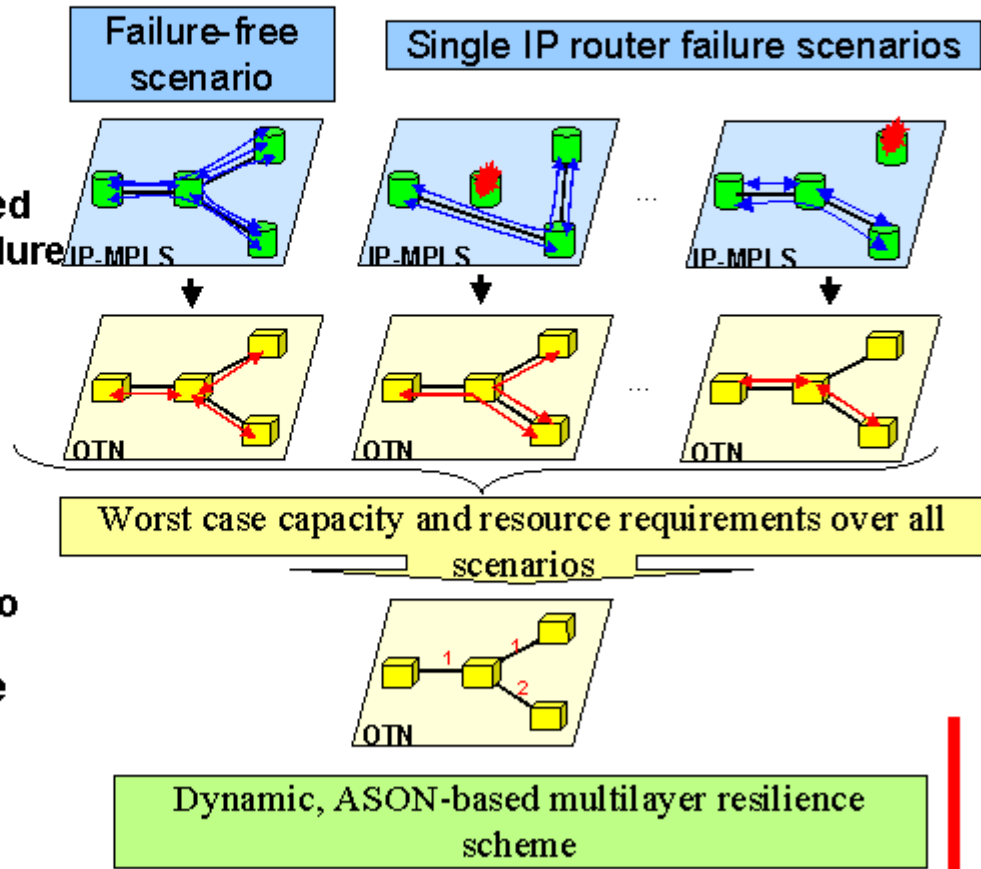 Failure-free
scenario
Single IP router failure scenarios
ed
lure
IP-MPLS
IP-MPLS
...
IP-MPLS
OTN
OTN
...
OTN
Worst case capacity and resource requirements over all
scenarios
o
e
1
1
2
OTN
Dynamic, ASON-based multilayer resilience
scheme